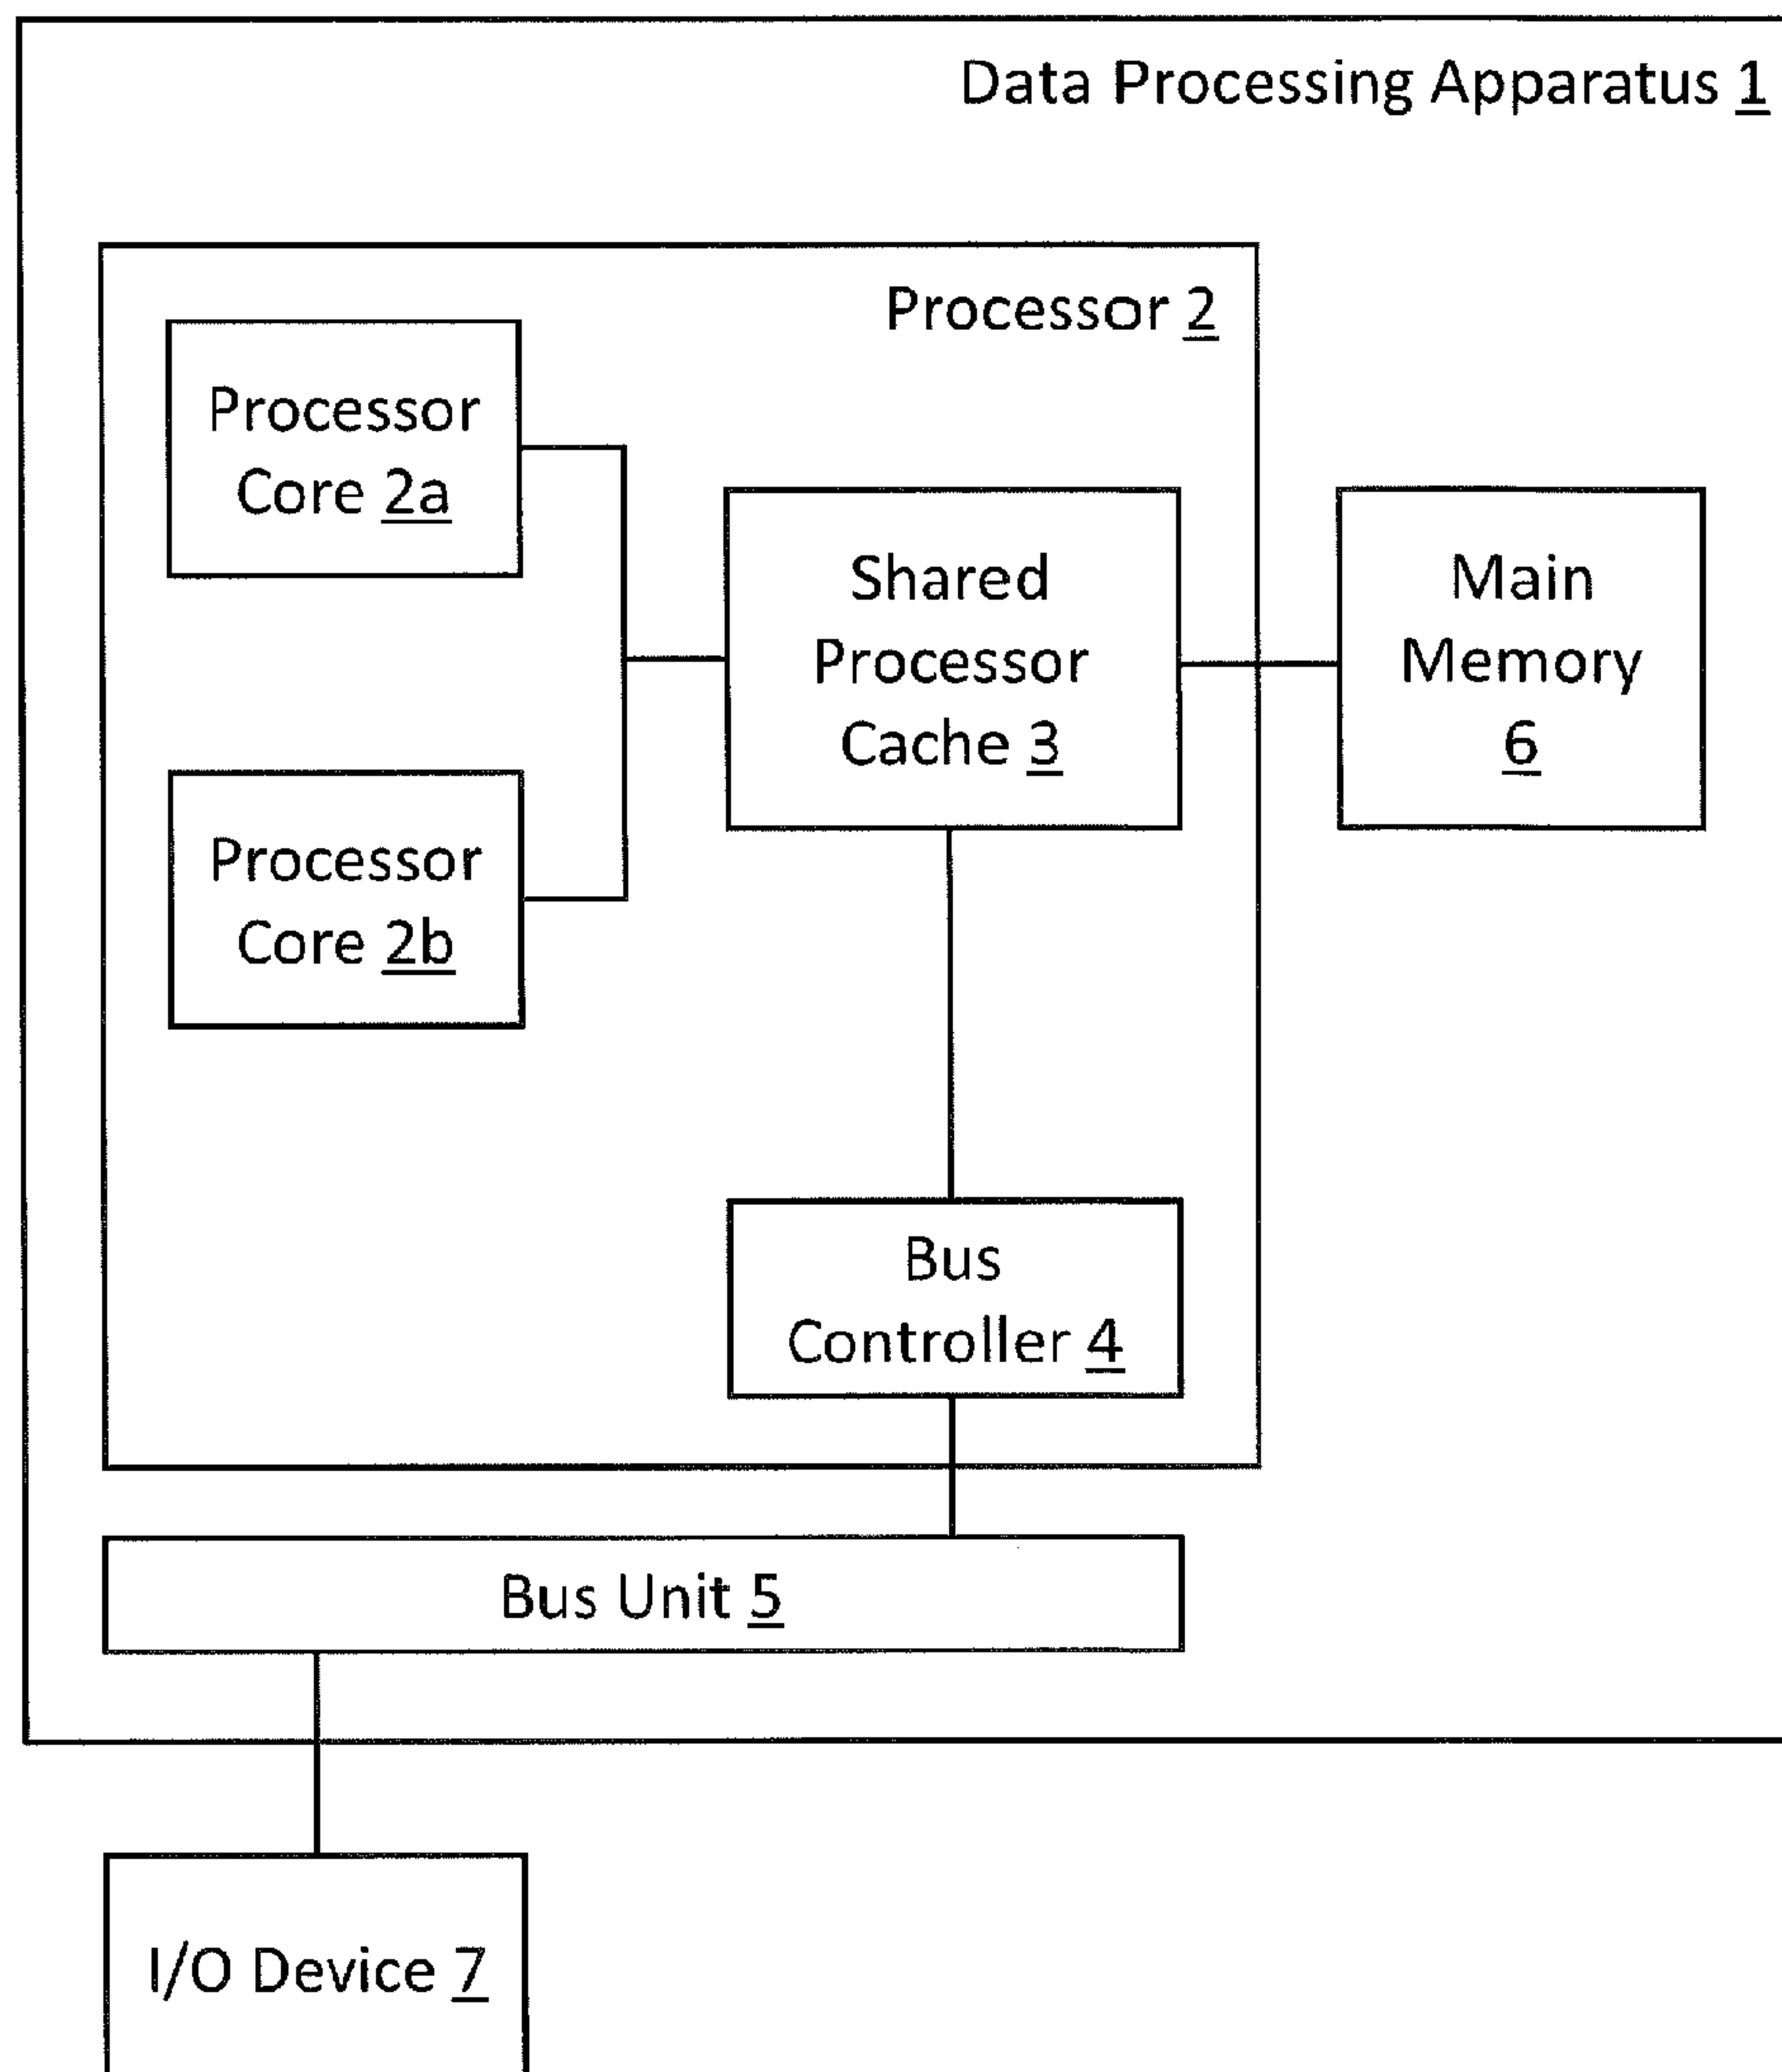 Data Processing Apparatus 1
Processor 2
Processor
Core 2a
Shared
Processor
Cache 3
Main
Memory
6
Processor
Core 2b
Bus
Controller 4
Bus Unit 5
I/O Device 7